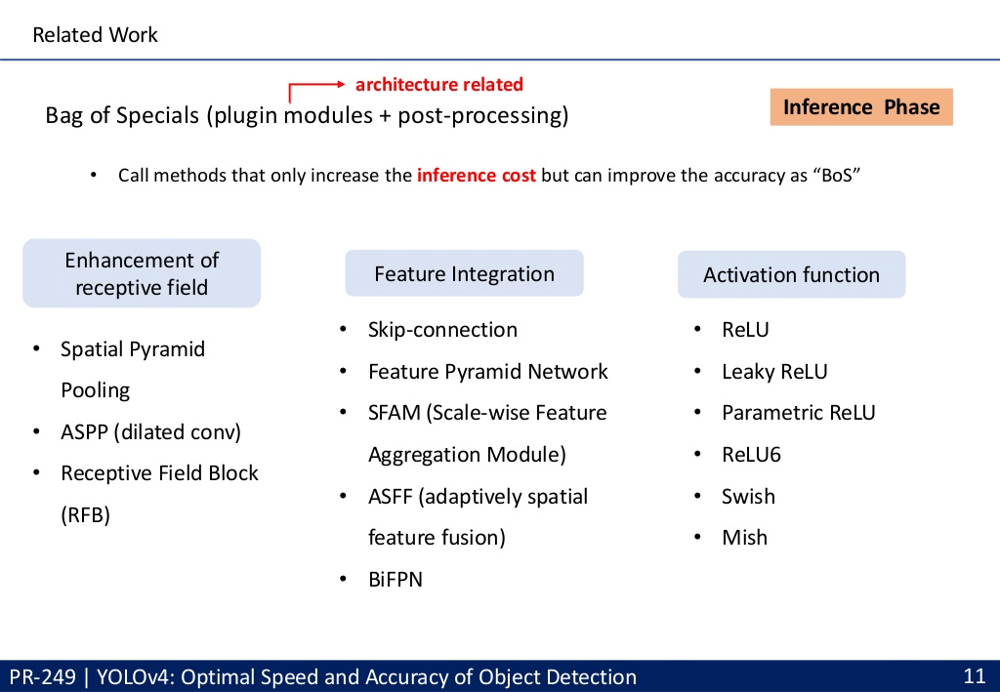 Related Work
architecture related
Bag of Specials (plugin modules + post-processing)
Inference Phase
• Call methods that only increase the inference cost but can improve the accuracy as “BoS”
Enhancement of
receptive field
• Spatial Pyramid
Pooling
• ASPP (dilated conv)
• Receptive Field Block
(RFB)
Feature Integration
• Skip-connection
• Feature Pyramid Network
• SFAM (Scale-wise Feature
Aggregation Module)
• ASFF (adaptively spatial
feature fusion)
• BiFPN
Activation function
• ReLU
• Leaky ReLU
• Parametric ReLU
• ReLU6
• Swish
• Mish
PR-249 | YOLOv4: Optimal Speed and Accuracy of Object Detection
11